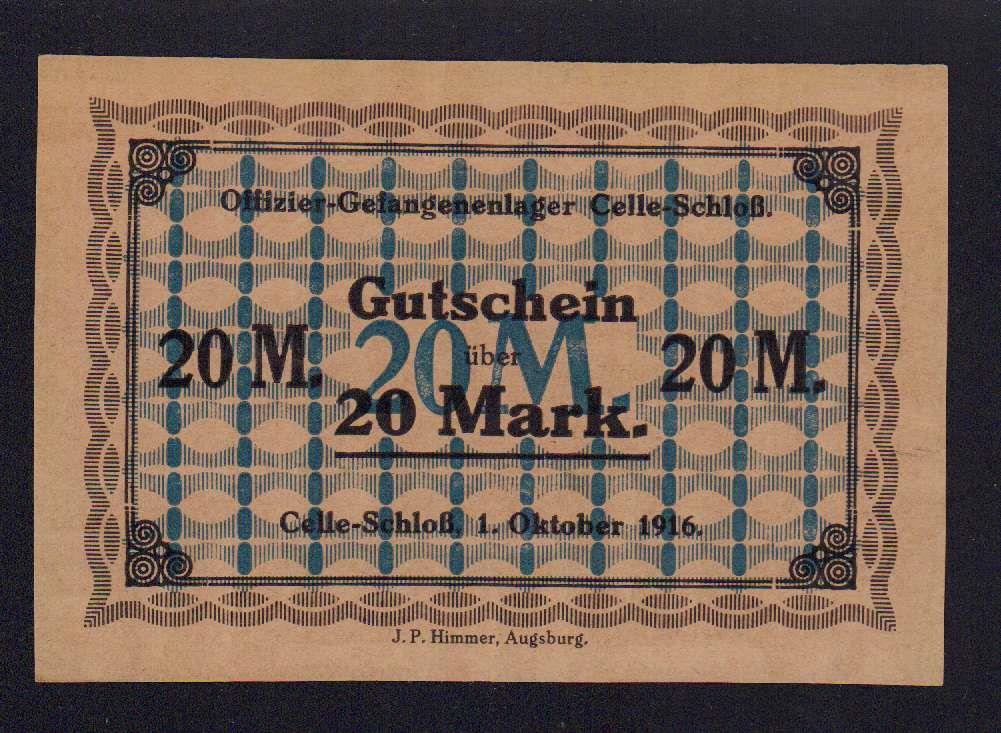 Offizier-Gefangenenlager Celle-Schloß.
Gutschein
20 M. über 20 M. 20 M.
20 Mark.
Celle-Schloß, 1. Oktober 1916.
J. P. Himmer, Augsburg.